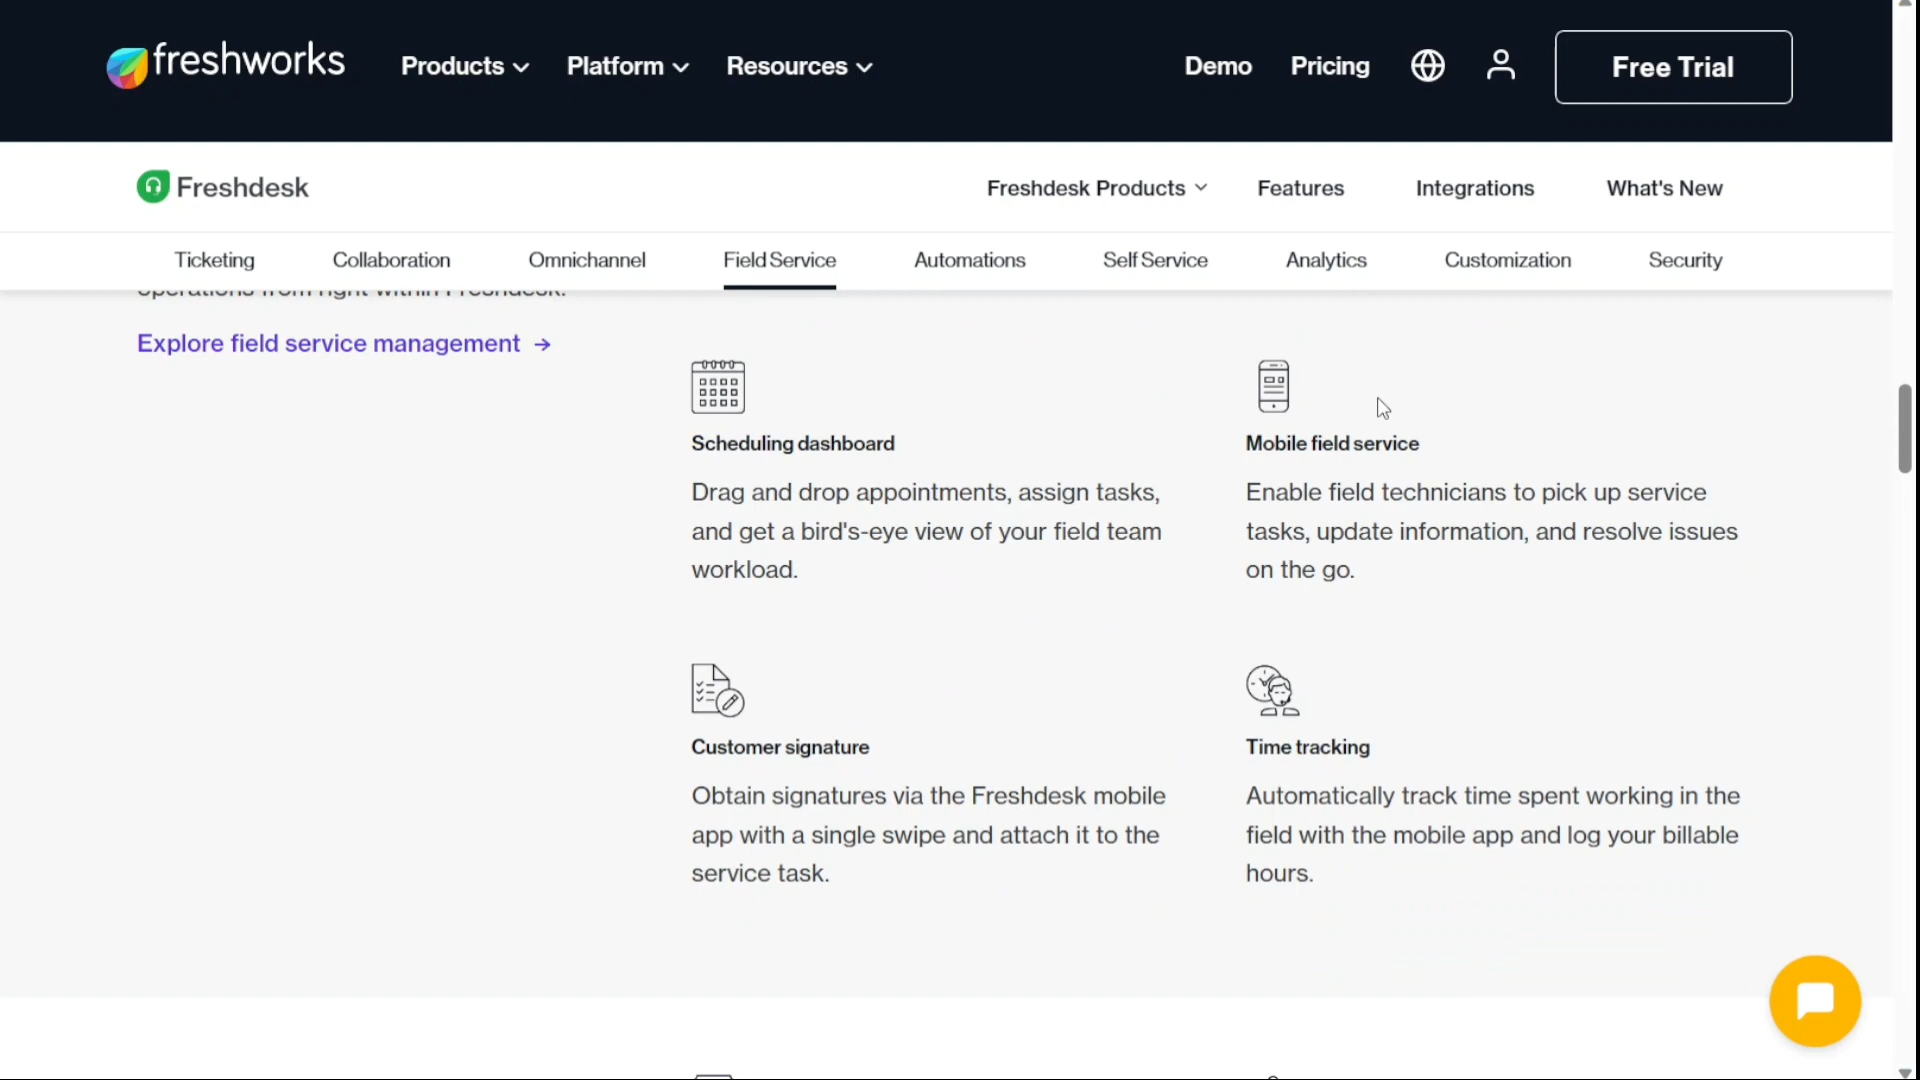 freshworks
Products
Platform
Resources
Demo
Pricing
Free Trial
Freshdesk
Freshdesk Products
Features
Integrations
What's New
Ticketing
Collaboration
Omnichannel
Field Service
Automations
Self Service
Analytics
Customization
Security
operations from right within Freshdesk.
Explore field service management →
Scheduling dashboard
Drag and drop appointments, assign tasks,
and get a bird's-eye view of your field team
workload.
Mobile field service
Enable field technicians to pick up service
tasks, update information, and resolve issues
on the go.
Customer signature
Obtain signatures via the Freshdesk mobile
app with a single swipe and attach it to the
service task.
Time tracking
Automatically track time spent working in the
field with the mobile app and log your billable
hours.